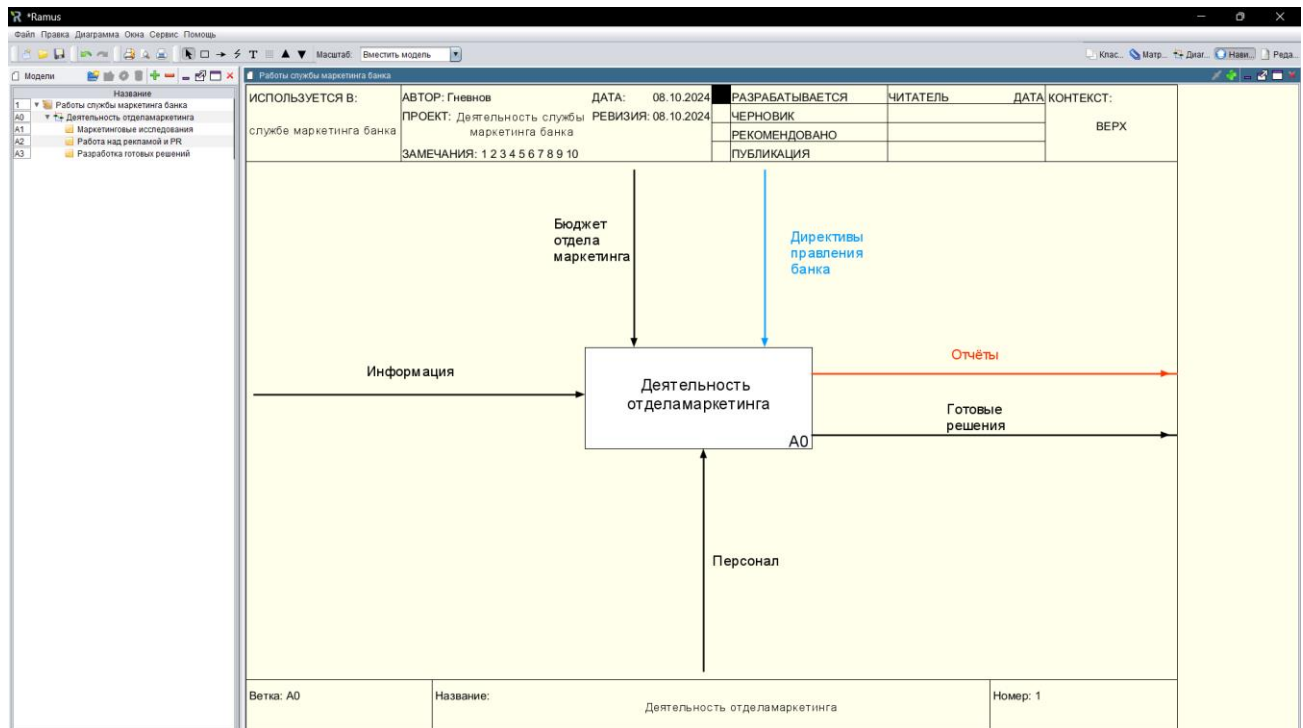 *Ramus
Файл Правка Диаграмма Окна Сервис Помощь
Масштаб: Вместить модель
Клас... Матр... Диаг... Нави... Реда...
Модели
Работы службы маркетинга банка
Название
1 Работы службы маркетинга банка
A0 Деятельность отделамаркетинга
A1 Маркетинговые исследования
A2 Работа над рекламой и PR
A3 Разработка готовых решений
ИСПОЛЬЗУЕТСЯ В:
службе маркетинга банка
АВТОР: Гневнов
ДАТА: 08.10.2024
ПРОЕКТ: Деятельность службы
маркетинга банка
РЕВИЗИЯ: 08.10.2024
ЗАМЕЧАНИЯ: 1 2 3 4 5 6 7 8 9 10
РАЗРАБАТЫВАЕТСЯ
ЧЕРНОВИК
РЕКОМЕНДОВАНО
ПУБЛИКАЦИЯ
ЧИТАТЕЛЬ
ДАТА
КОНТЕКСТ:
ВЕРХ
Бюджет
отдела
маркетинга
Директивы
правления
банка
Информация
Деятельность
отделамаркетинга
A0
Отчёты
Готовые
решения
Персонал
Ветка: A0
Название:
Деятельность отделамаркетинга
Номер: 1